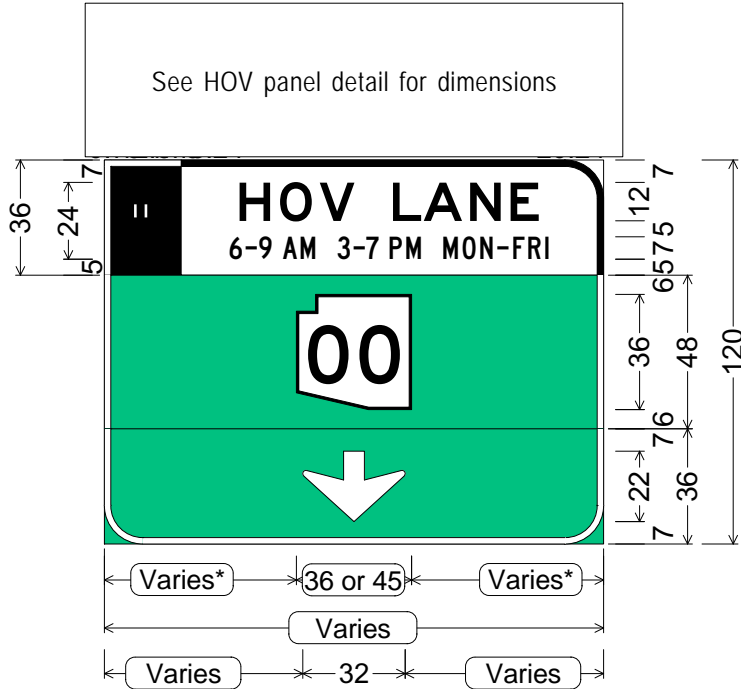 See HOV panel detail for dimensions
HOV LANE
6-9 AM 3-7 PM MON-FRI
00
36
7
24
5
7
12
5
7
5
6
36
6
48
120
7
22
7
36
Varies*
36 or 45
Varies*
Varies
Varies
32
Varies